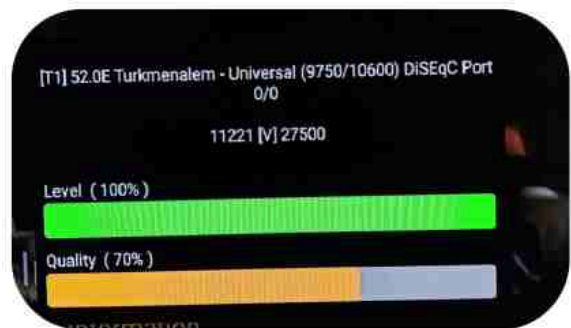 [T1] 52.0E Turkmenalem - Universal (9750/10600) DiSEqC Port
0/0
11221 [V] 27500
Level ( 100% )
Quality ( 70% )